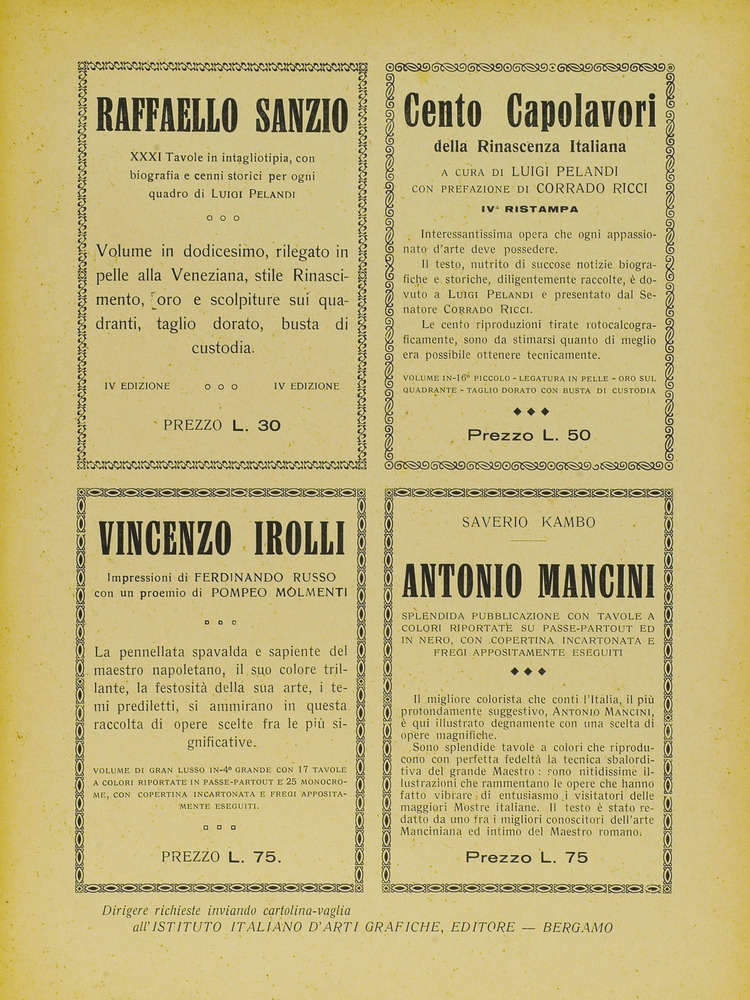 RAFFAELLO SANZIO
XXXI Tavole in intagliotipia, con
biografia e cenni storici per ogni
quadro di LUIGI PELANDI
Volume in dodicesimo, rilegato in
pelle alla Veneziana, stile Rinasci-
mento, oro e scolpiture sui qua-
dranti, taglio dorato, busta di
custodia.
IV EDIZIONE o o o IV EDIZIONE
PREZZO L. 30
Cento Capolavori
della Rinascenza Italiana
A CURA DI LUIGI PELANDI
CON PREFAZIONE DI CORRADO RICCI
IVª RISTAMPA
Interessantissima opera che ogni appassio-
nato d'arte deve possedere.
Il testo, nutrito di succose notizie biogra-
fiche e storiche, diligentemente raccolte, è do-
vuto a LUIGI PELANDI e presentato dal Se-
natore CORRADO RICCI.
Le cento riproduzioni tirate rotocalcogra-
ficamente, sono da stimarsi quanto di meglio
era possibile ottenere tecnicamente.
VOLUME IN-16º PICCOLO - LEGATURA IN PELLE - ORO SUL
QUADRANTE - TAGLIO DORATO CON BUSTA DI CUSTODIA
Prezzo L. 50
VINCENZO IROLLI
Impressioni di FERDINANDO RUSSO
con un proemio di POMPEO MOLMENTI
La pennellata spavalda e sapiente del
maestro napoletano, il suo colore tril-
lante, la festosità della sua arte, i te-
mi prediletti, si ammirano in questa
raccolta di opere scelte fra le più si-
gnificative.
VOLUME DI GRAN LUSSO IN-4º GRANDE CON 17 TAVOLE
A COLORI RIPORTATE IN PASSE-PARTOUT E 25 MONOCRO-
ME, CON COPERTINA INCARTONATA E FREGI APPOSITA-
MENTE ESEGUITI.
PREZZO L. 75.
SAVERIO KAMBO
ANTONIO MANCINI
SPLENDIDA PUBBLICAZIONE CON TAVOLE A
COLORI RIPORTATE SU PASSE-PARTOUT ED
IN NERO, CON COPERTINA INCARTONATA E
FREGI APPOSITAMENTE ESEGUITI
Il migliore colorista che conti l'Italia, il più
protondamente suggestivo, ANTONIO MANCINI,
è qui illustrato degnamente con una scelta di
opere magnifiche.
Sono splendide tavole a colori che riprodu-
cono con perfetta fedeltà la tecnica sbalordi-
tiva del grande Maestro : sono nitidissime il-
lustrazioni che rammentano le opere che hanno
fatto vibrare di entusiasmo i visitatori delle
maggiori Mostre italiane. Il testo è stato re-
datto da uno fra i migliori conoscitori dell'arte
Manciniana ed intimo del Maestro romano.
Prezzo L. 75
Dirigere richieste inviando cartolina-vaglia
all'ISTITUTO ITALIANO D'ARTI GRAFICHE, EDITORE — BERGAMO